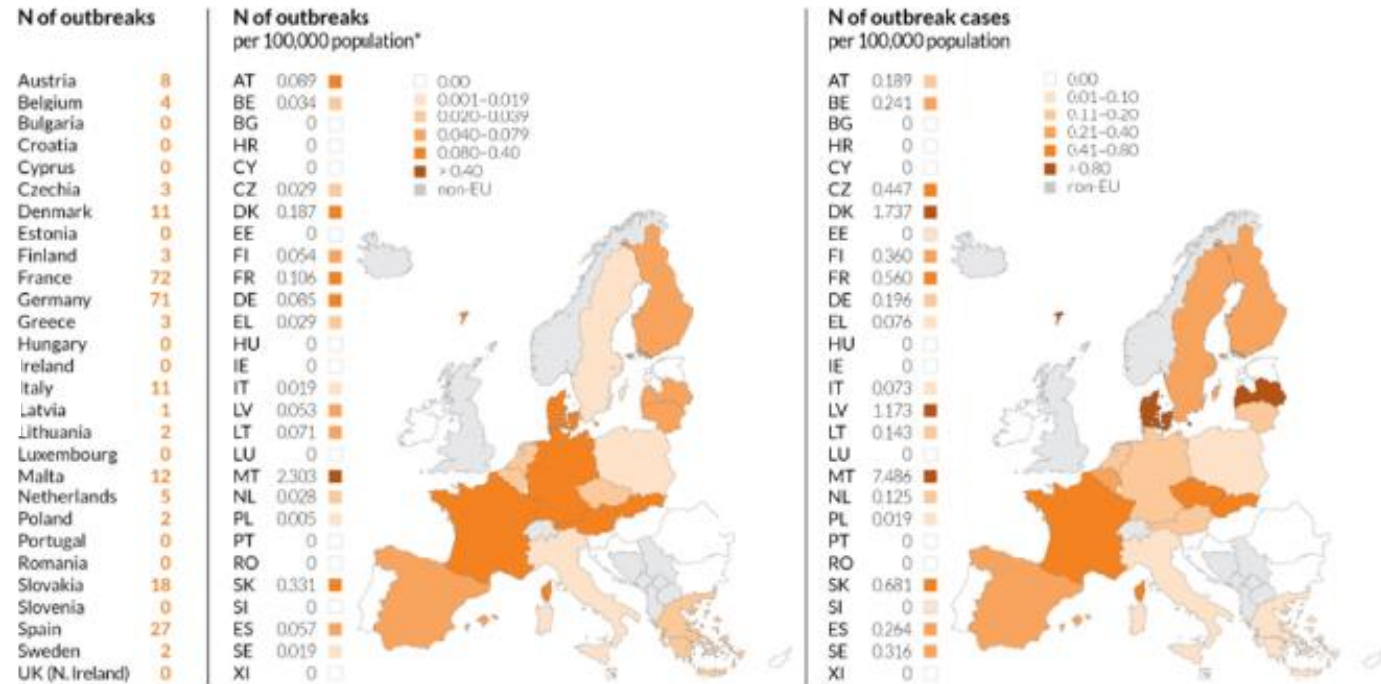 N of outbreaks
Austria 8
Belgium 4
Bulgaria 0
Croatia 0
Cyprus 0
Czechia 3
Denmark 11
Estonia 0
Finland 3
France 72
Germany 71
Greece 3
Hungary 0
Ireland 0
Italy 11
Latvia 1
Lithuania 2
Luxembourg 0
Malta 12
Netherlands 5
Poland 2
Portugal 0
Romania 0
Slovakia 18
Slovenia 0
Spain 27
Sweden 2
UK (N. Ireland) 0
N of outbreaks
per 100,000 population*
AT 0.089
BE 0.034
BG 0
HR 0
CY 0
CZ 0.029
DK 0.187
EE 0
FI 0.054
FR 0.106
DE 0.085
EL 0.029
HU 0
IE 0
IT 0.019
LV 0.053
LT 0.071
LU 0
MT 2.303
NL 0.028
PL 0.005
PT 0
RO 0
SK 0.331
SI 0
ES 0.057
SE 0.019
XI 0
0.00
0.001–0.019
0.020–0.039
0.040–0.079
0.080–0.40
> 0.40
non-EU
N of outbreak cases
per 100,000 population
AT 0.189
BE 0.241
BG 0
HR 0
CY 0
CZ 0.447
DK 1.737
EE 0
FI 0.360
FR 0.560
DE 0.196
EL 0.076
HU 0
IE 0
IT 0.073
LV 1.173
LT 0.143
LU 0
MT 7.486
NL 0.125
PL 0.019
PT 0
RO 0
SK 0.681
SI 0
ES 0.264
SE 0.316
XI 0
0.00
0.01–0.10
0.11–0.20
0.21–0.40
0.41–0.80
> 0.80
non-EU